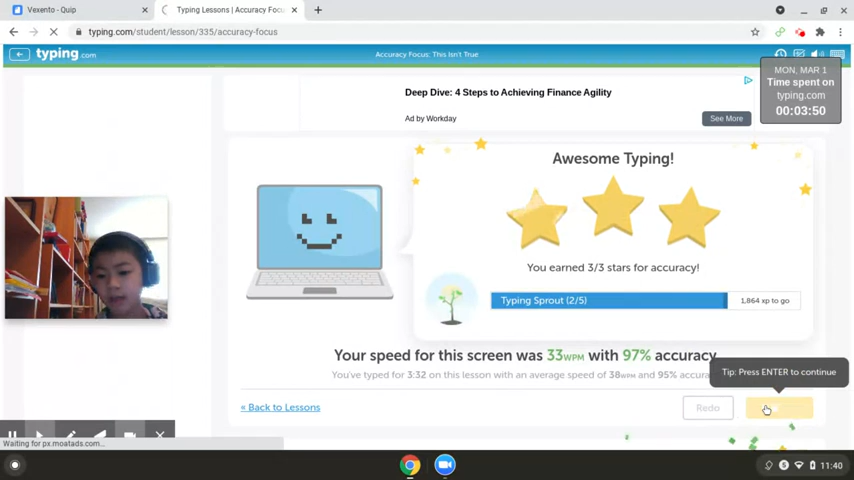 Vexento - Quip
Typing Lessons | Accuracy Focu
typing.com/student/lesson/335/accuracy-focus
typing.com
Accuracy Focus: This Isn't True
MON, MAR 1
Time spent on
typing.com
00:03:50
Deep Dive: 4 Steps to Achieving Finance Agility
Ad by Workday
See More
Awesome Typing!
You earned 3/3 stars for accuracy!
Typing Sprout (2/5)
1,864 xp to go
Your speed for this screen was 33WPM with 97% accuracy.
You've typed for 3:32 on this lesson with an average speed of 38WPM and 95% accura
Tip: Press ENTER to continue
« Back to Lessons
Redo
Waiting for px.moatads.com...
11:40